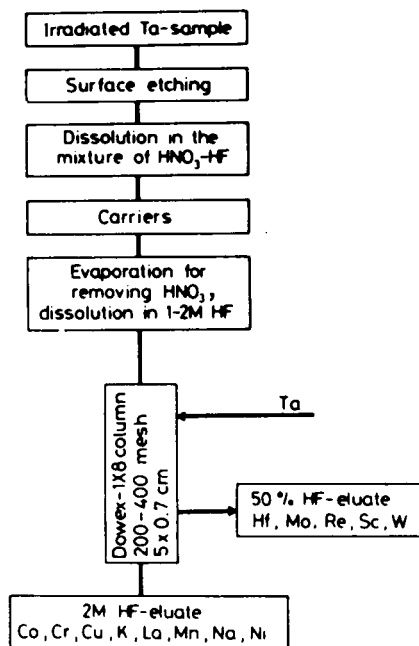 Irradiated Ta-sample
Surface etching
Dissolution in the
mixture of HNO₃-HF
Carriers
Evaporation for
removing HNO₃,
dissolution in 1-2M HF
Dowex-1X8 column
200-400 mesh
5 x 0.7 cm
Ta
50% HF-eluate
Hf, Mo, Re, Sc, W
2M HF-eluate
Co, Cr, Cu, K, La, Mn, Na, Ni